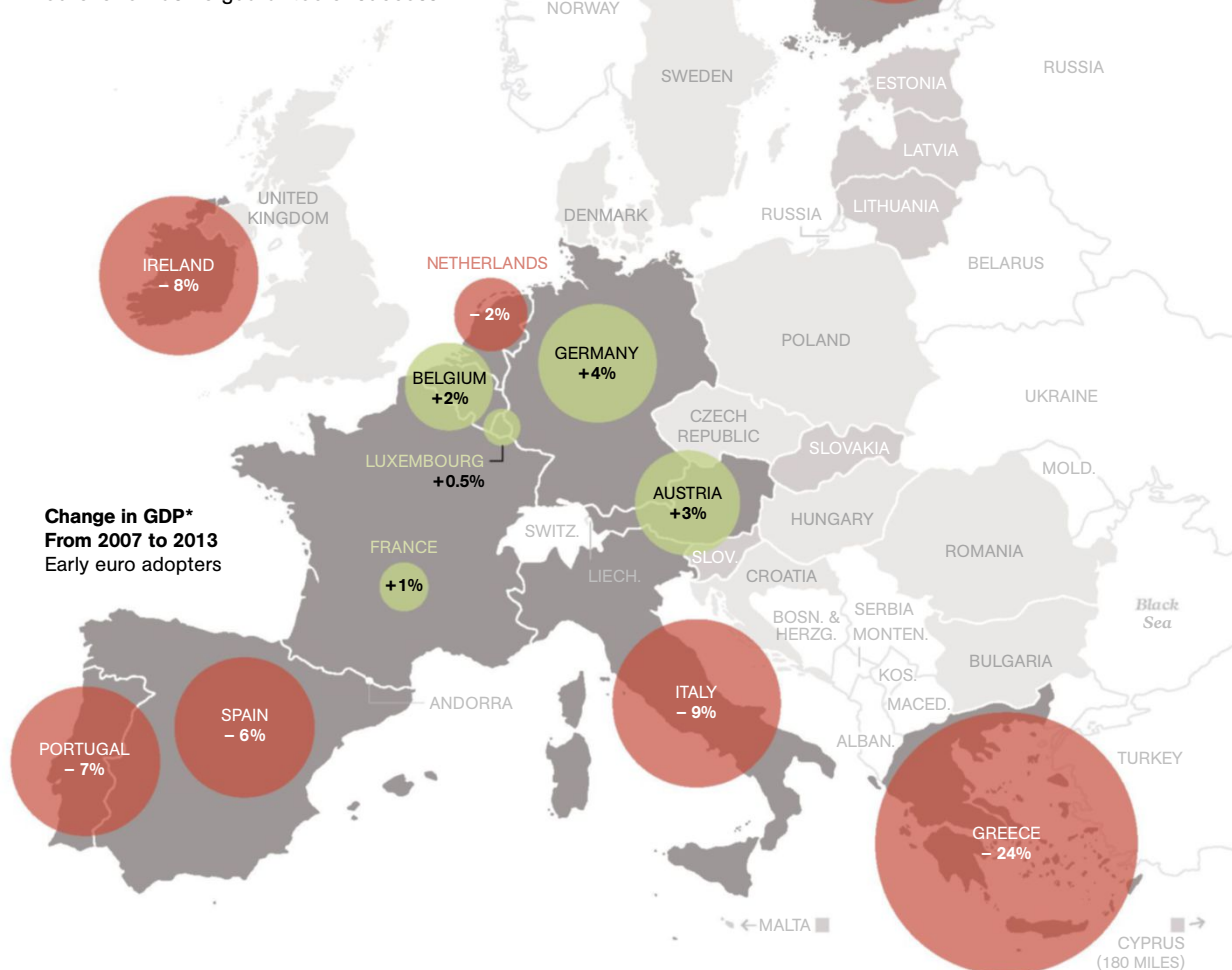 NORWAY
SWEDEN
RUSSIA
ESTONIA
LATVIA
LITHUANIA
RUSSIA
UNITED
KINGDOM
DENMARK
BELARUS
IRELAND
– 8%
NETHERLANDS
– 2%
GERMANY
+4%
POLAND
BELGIUM
+2%
UKRAINE
CZECH
REPUBLIC
SLOVAKIA
LUXEMBOURG
+0.5%
MOLD.
AUSTRIA
+3%
HUNGARY
Change in GDP*
From 2007 to 2013
Early euro adopters
SWITZ.
FRANCE
+1%
LIECH.
SLOV.
CROATIA
ROMANIA
BOSN. &
HERZG.
SERBIA
MONTEN.
Black
Sea
KOS.
BULGARIA
MACED.
ITALY
– 9%
ANDORRA
SPAIN
– 6%
PORTUGAL
– 7%
ALBAN.
TURKEY
GREECE
– 24%
← MALTA
→
CYPRUS
(180 MILES)